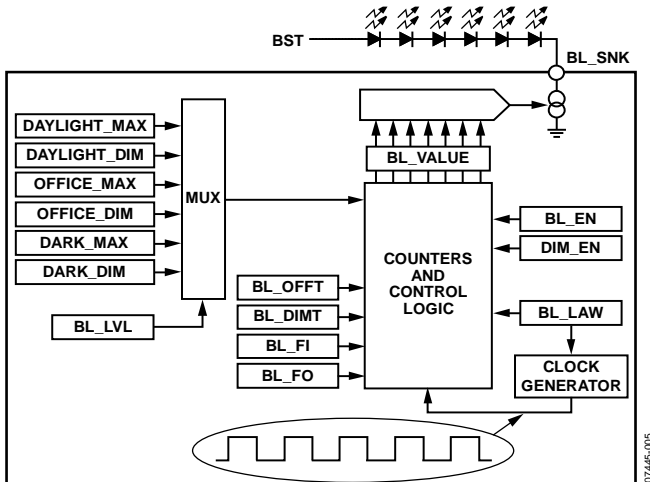 BST
BL_SNK
DAYLIGHT_MAX
DAYLIGHT_DIM
OFFICE_MAX
OFFICE_DIM
DARK_MAX
DARK_DIM
BL_LVL
MUX
BL_VALUE
COUNTERS
AND
CONTROL
LOGIC
BL_OFFT
BL_DIMT
BL_FI
BL_FO
BL_EN
DIM_EN
BL_LAW
CLOCK
GENERATOR
07445-005